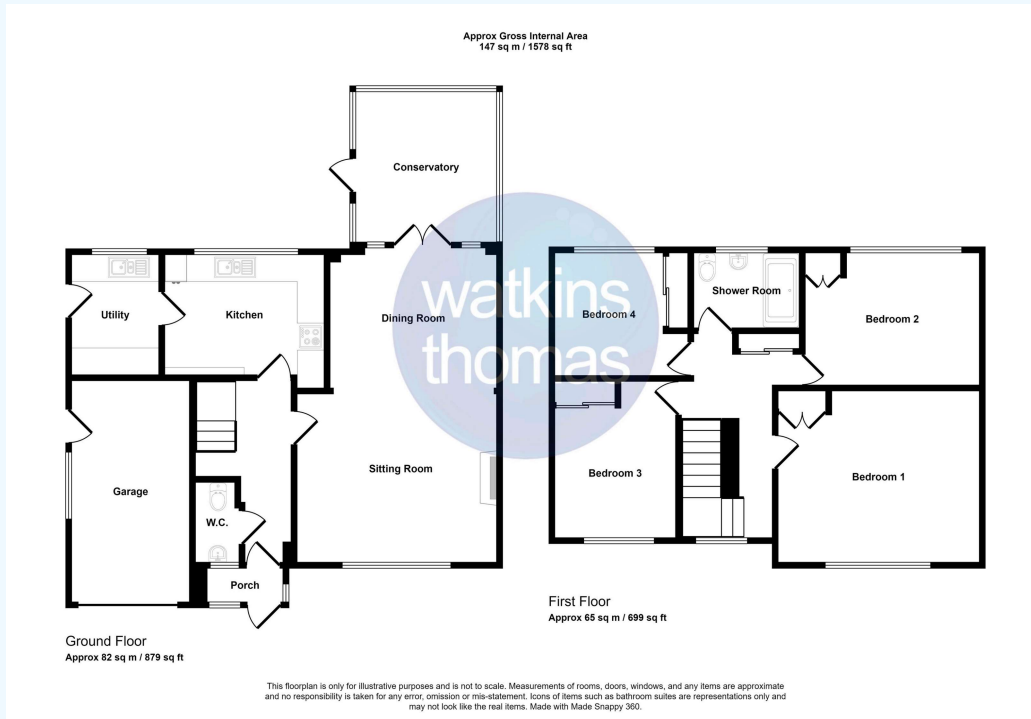 Approx Gross Internal Area
147 sq m / 1578 sq ft
Conservatory
Utility
Kitchen
Dining Room
watkins
thomas
Garage
Sitting Room
W.C.
Porch
Ground Floor
Approx 82 sq m / 879 sq ft
Bedroom 4
Shower Room
Bedroom 2
Bedroom 3
Bedroom 1
First Floor
Approx 65 sq m / 699 sq ft
This floorplan is only for illustrative purposes and is not to scale. Measurements of rooms, doors, windows, and any items are approximate
and no responsibility is taken for any error, omission or mis-statement. Icons of items such as bathroom suites are representations only and
may not look like the real items. Made with Made Snappy 360.